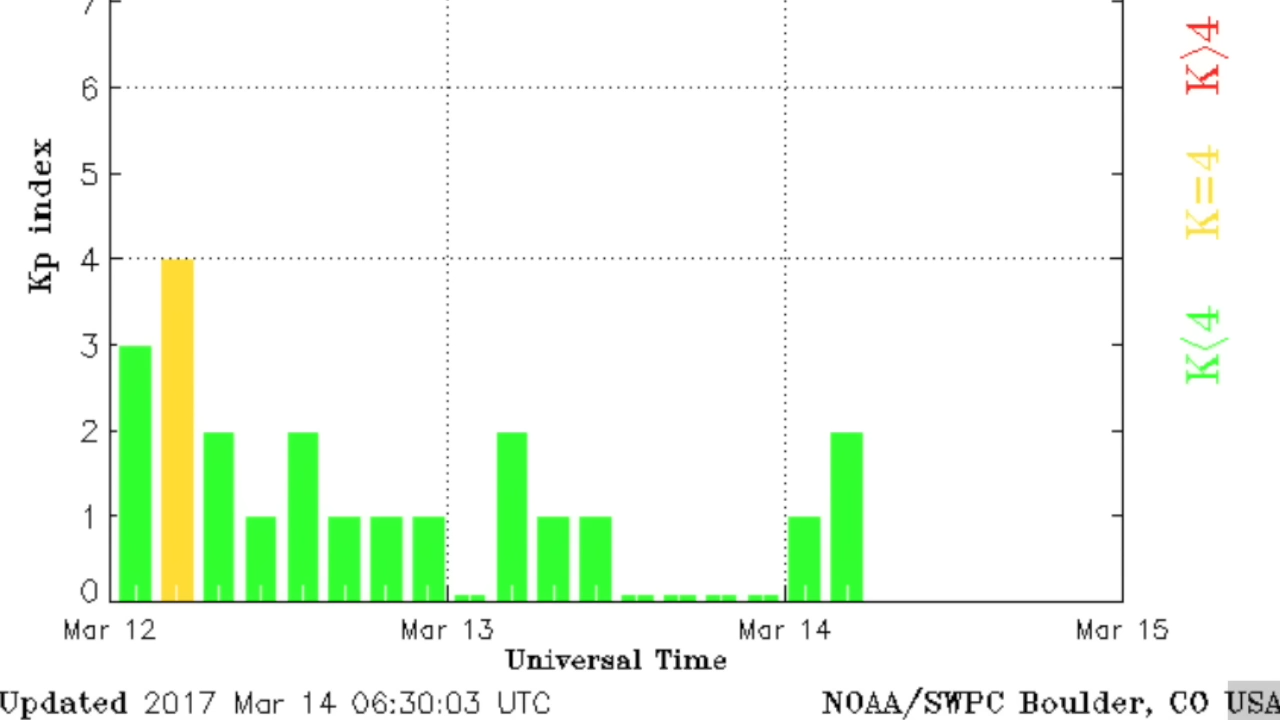 7
6
5
4
3
2
1
0
Kp index
Mar 12 Mar 13 Mar 14 Mar 15
Universal Time
K<4 K=4 K>4
Updated 2017 Mar 14 06:30:03 UTC NOAA/SWPC Boulder, CO USA